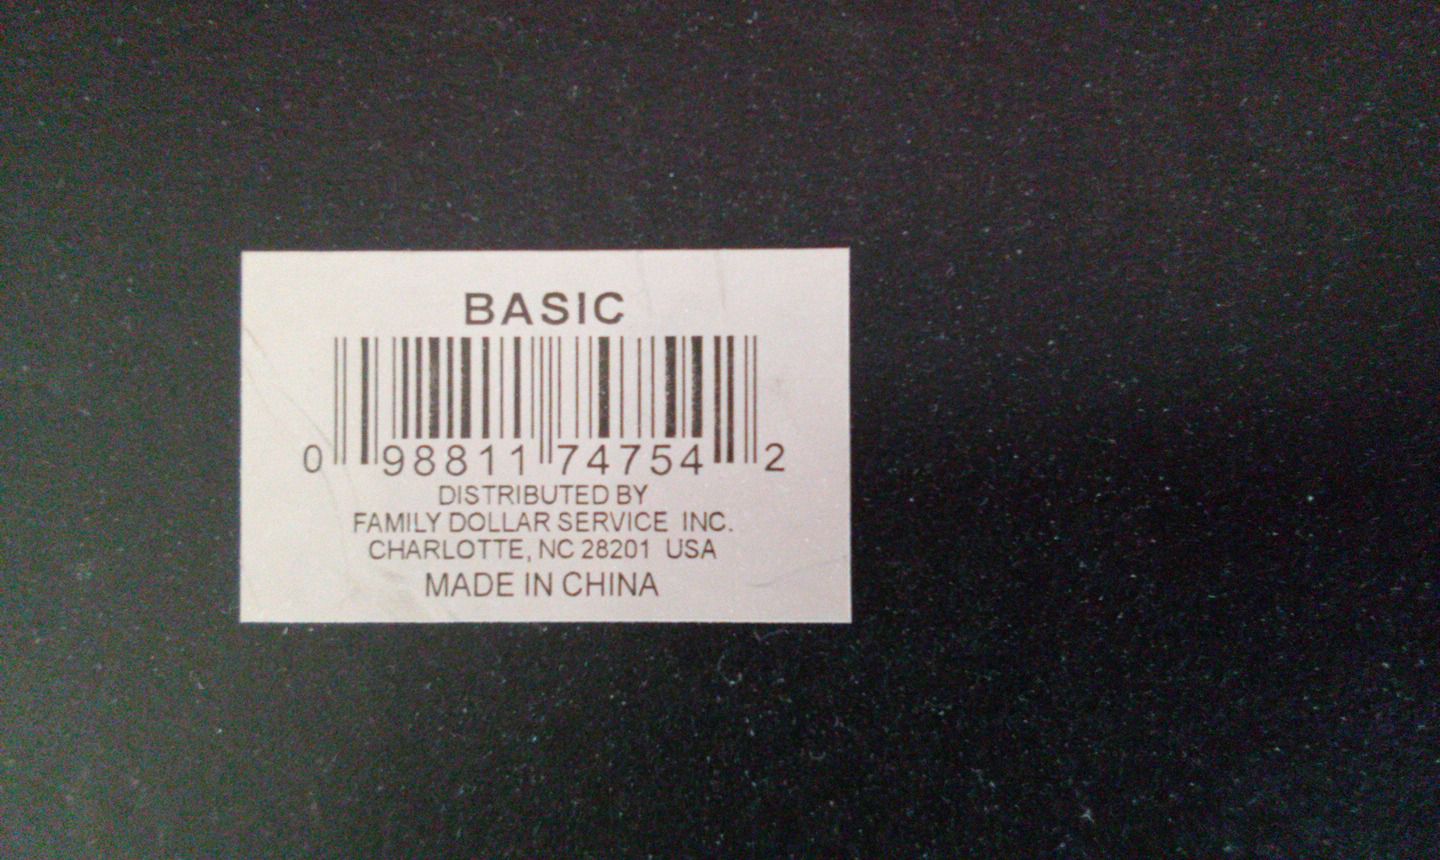 BASIC
0 98811 74754 2
DISTRIBUTED BY
FAMILY DOLLAR SERVICE INC.
CHARLOTTE, NC 28201 USA
MADE IN CHINA